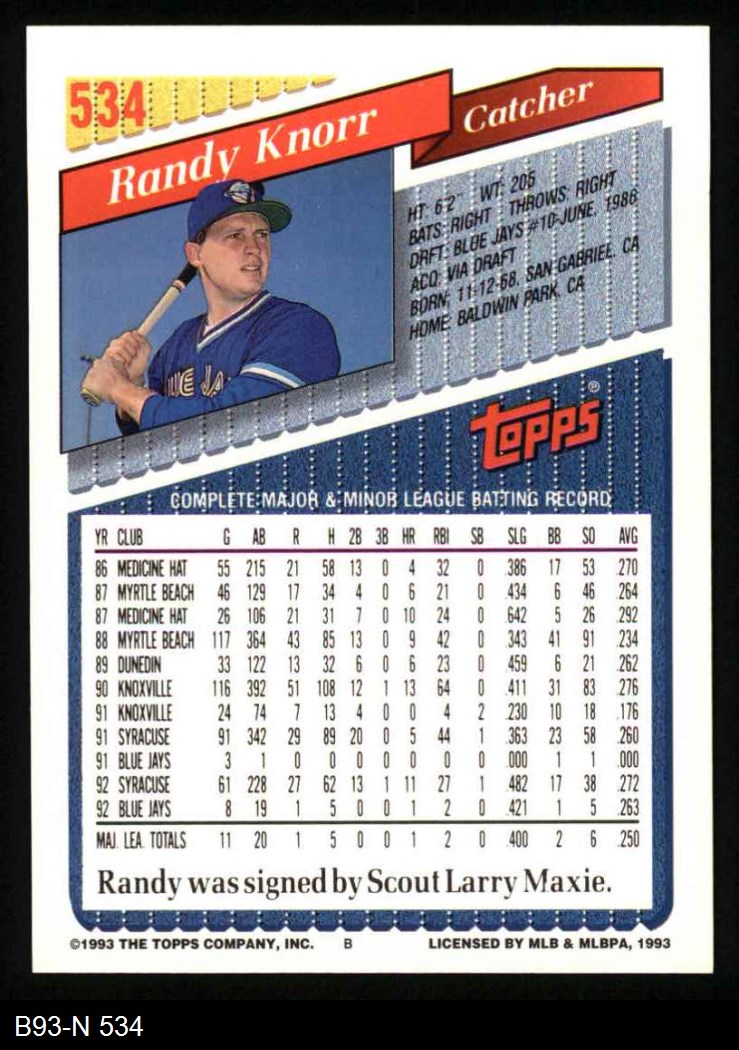 534
Randy Knorr
Catcher
HT: 6'2" WT: 205
BATS: RIGHT THROWS: RIGHT
DRFT: BLUE JAYS #10-JUNE, 1986
ACQ: VIA DRAFT
BORN: 11-12-68, SAN GABRIEL, CA
HOME: BALDWIN PARK, CA
BLUE JA
topps®
COMPLETE MAJOR & MINOR LEAGUE BATTING RECORD
YR CLUB G AB R H 2B 3B HR RBI SB SLG BB SO AVG
86 MEDICINE HAT 55 215 21 58 13 0 4 32 0 .386 17 53 .270
87 MYRTLE BEACH 46 129 17 34 4 0 6 21 0 .434 6 46 .264
87 MEDICINE HAT 26 106 21 31 7 0 10 24 0 .642 5 26 .292
88 MYRTLE BEACH 117 364 43 85 13 0 9 42 0 .343 41 91 .234
89 DUNEDIN 33 122 13 32 6 0 6 23 0 .459 6 21 .262
90 KNOXVILLE 116 392 51 108 12 1 13 64 0 .411 31 83 .276
91 KNOXVILLE 24 74 7 13 4 0 0 4 2 .230 10 18 .176
91 SYRACUSE 91 342 29 89 20 0 5 44 1 .363 23 58 .260
91 BLUE JAYS 3 1 0 0 0 0 0 0 0 .000 1 1 .000
92 SYRACUSE 61 228 27 62 13 1 11 27 1 .482 17 38 .272
92 BLUE JAYS 8 19 1 5 0 0 1 2 0 .421 1 5 .263
MAJ. LEA. TOTALS 11 20 1 5 0 0 1 2 0 .400 2 6 .250
Randy was signed by Scout Larry Maxie.
©1993 THE TOPPS COMPANY, INC. B LICENSED BY MLB & MLBPA, 1993
B93-N 534